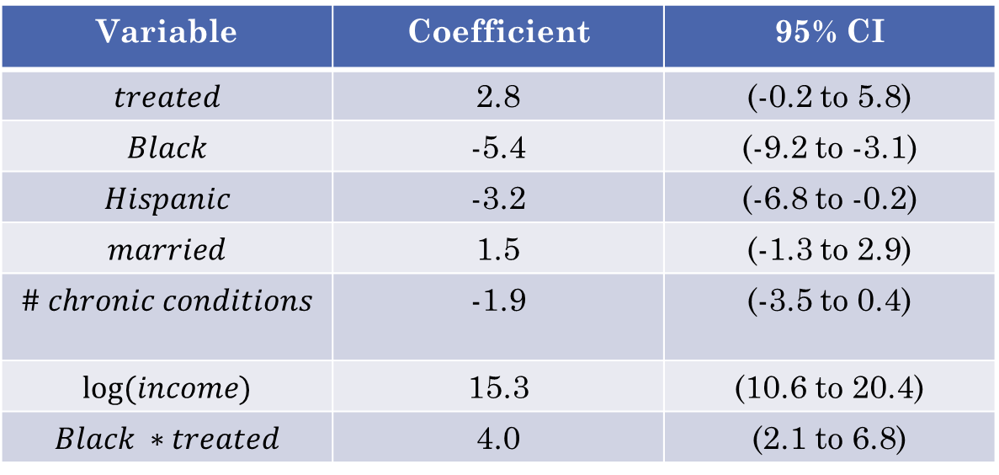 Variable Coefficient 95% CI
treated 2.8 (-0.2 to 5.8)
Black -5.4 (-9.2 to -3.1)
Hispanic -3.2 (-6.8 to -0.2)
married 1.5 (-1.3 to 2.9)
# chronic conditions -1.9 (-3.5 to 0.4)
log(income) 15.3 (10.6 to 20.4)
Black ∗ treated 4.0 (2.1 to 6.8)